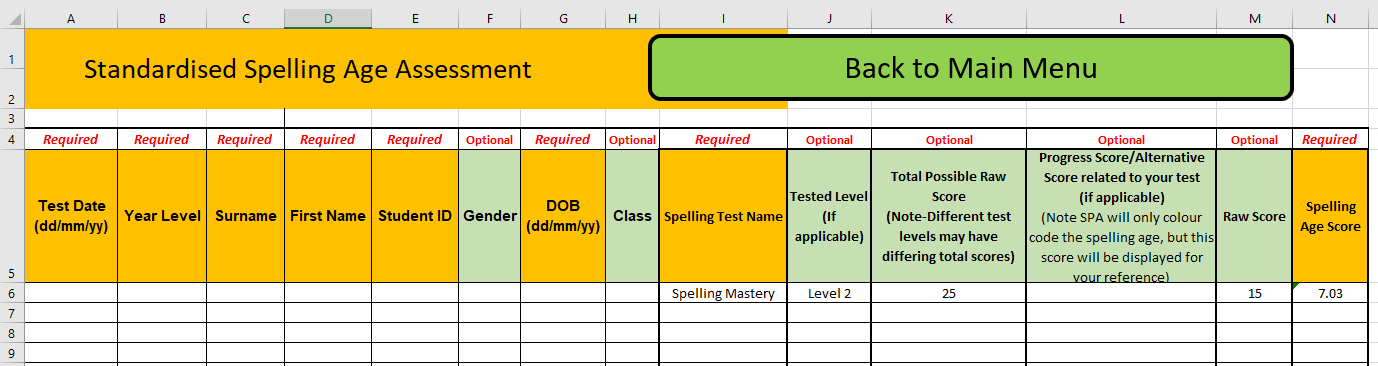 A B C D E F G H I J K L M N
1
Standardised Spelling Age Assessment
Back to Main Menu
2
3
4 Required Required Required Required Required Optional Required Optional Required Optional Optional Optional Optional Required
Test Date
(dd/mm/yy)
Year Level
Surname
First Name
Student ID
Gender
DOB
(dd/mm/yy)
Class
Spelling Test Name
Tested Level
(If
applicable)
Total Possible Raw
Score
(Note-Different test
levels may have
differing total scores)
Progress Score/Alternative
Score related to your test
(if applicable)
(Note SPA will only colour
code the spelling age, but this
score will be displayed for
your reference)
Raw Score
Spelling
Age Score
5
6 Spelling Mastery Level 2 25 15 7.03
7
8
9